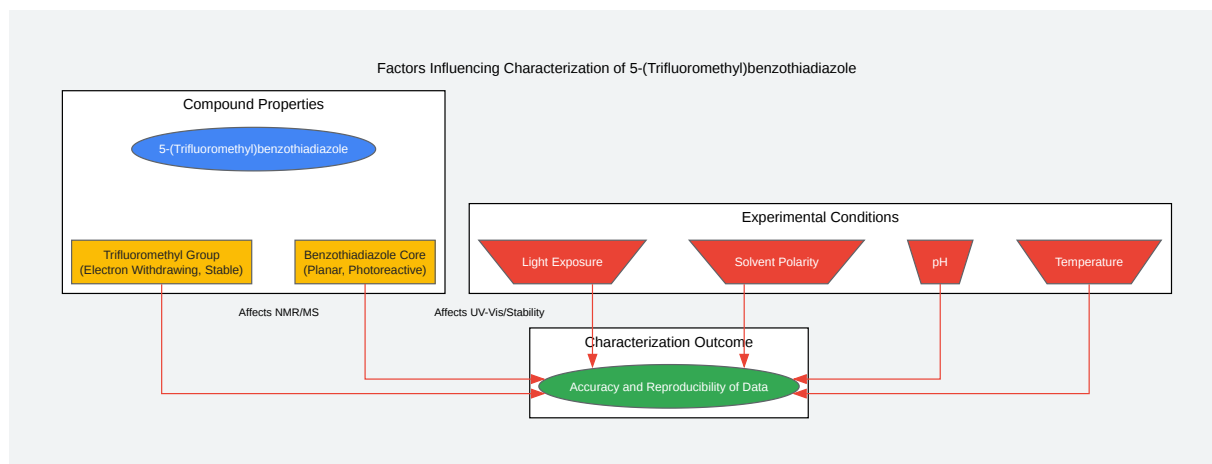 Factors Influencing Characterization of 5-(Trifluoromethyl)benzothiadiazole
Compound Properties
5-(Trifluoromethyl)benzothiadiazole
Trifluoromethyl Group
(Electron Withdrawing, Stable)
Benzothiadiazole Core
(Planar, Photoreactive)
Experimental Conditions
Light Exposure
Solvent Polarity
pH
Temperature
Affects NMR/MS
Affects UV-Vis/Stability
Characterization Outcome
Accuracy and Reproducibility of Data